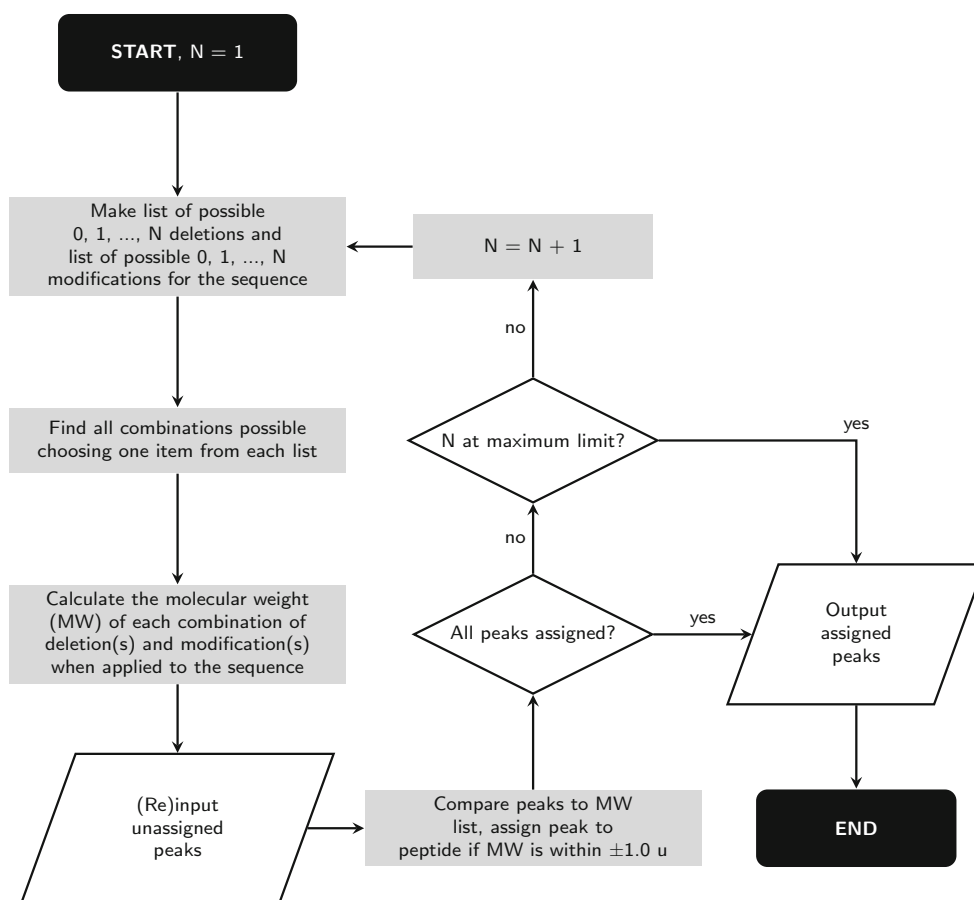 START, N = 1
Make list of possible
0, 1, ..., N deletions and
list of possible 0, 1, ..., N
modifications for the sequence
N = N + 1
no
Find all combinations possible
choosing one item from each list
N at maximum limit?
yes
no
Calculate the molecular weight
(MW) of each combination of
deletion(s) and modification(s)
when applied to the sequence
All peaks assigned?
yes
Output
assigned
peaks
(Re)input
unassigned
peaks
Compare peaks to MW
list, assign peak to
peptide if MW is within ±1.0 u
END